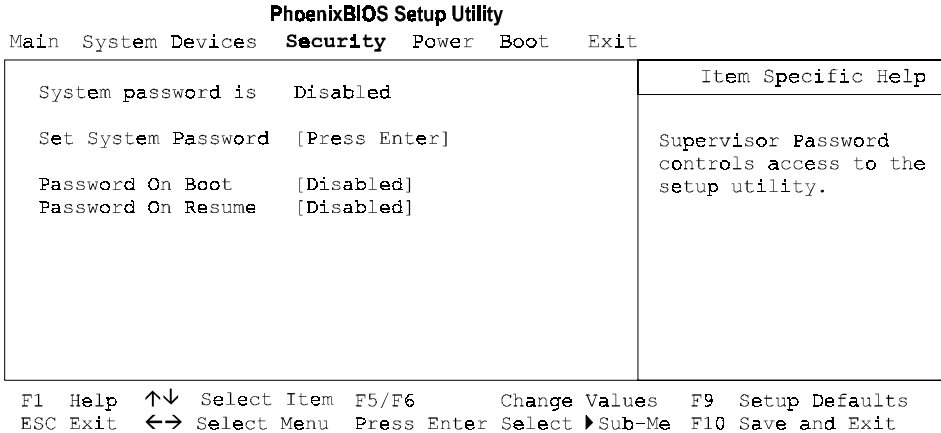 PhoenixBIOS Setup Utility
Main System Devices Security Power Boot Exit
System password is Disabled
Set System Password [Press Enter]
Password On Boot [Disabled]
Password On Resume [Disabled]
Item Specific Help
Supervisor Password
controls access to the
setup utility.
F1 Help ↑↓ Select Item F5/F6 Change Values F9 Setup Defaults
ESC Exit ←→ Select Menu Press Enter Select ▶Sub-Me F10 Save and Exit